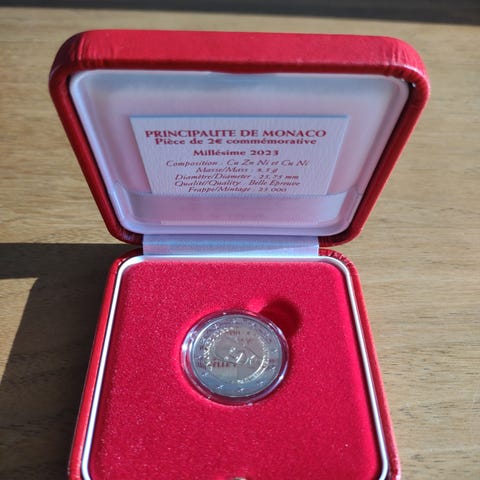 PRINCIPAUTE DE MONACO
Pièce de 2€ commémorative
Millésime 2023
Composition : Cu Zn Ni et Cu Ni
Masse/Mass : 8.5 g
Diamètre/Diameter : 25.75 mm
Qualité/Quality : Belle Epreuve
Frappe/Mintage : 25 000